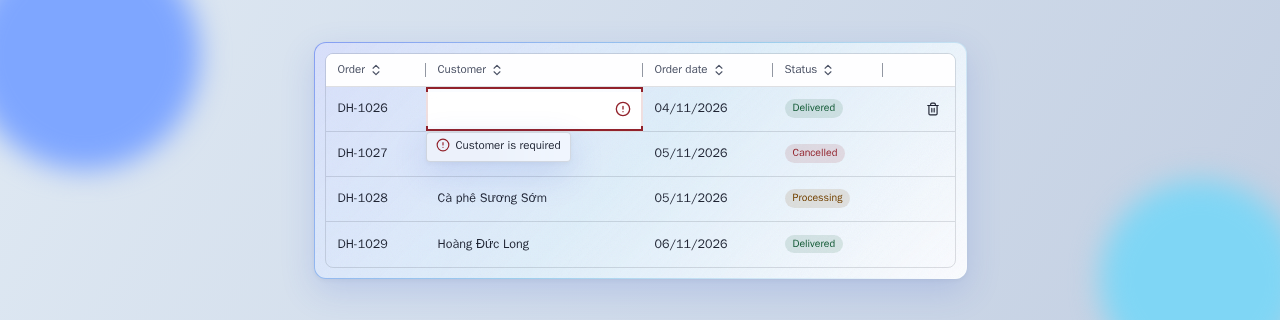 Order Customer Order date Status
DH-1026 04/11/2026 Delivered
Customer is required
DH-1027 05/11/2026 Cancelled
DH-1028 Cà phê Sương Sớm 05/11/2026 Processing
DH-1029 Hoàng Đức Long 06/11/2026 Delivered